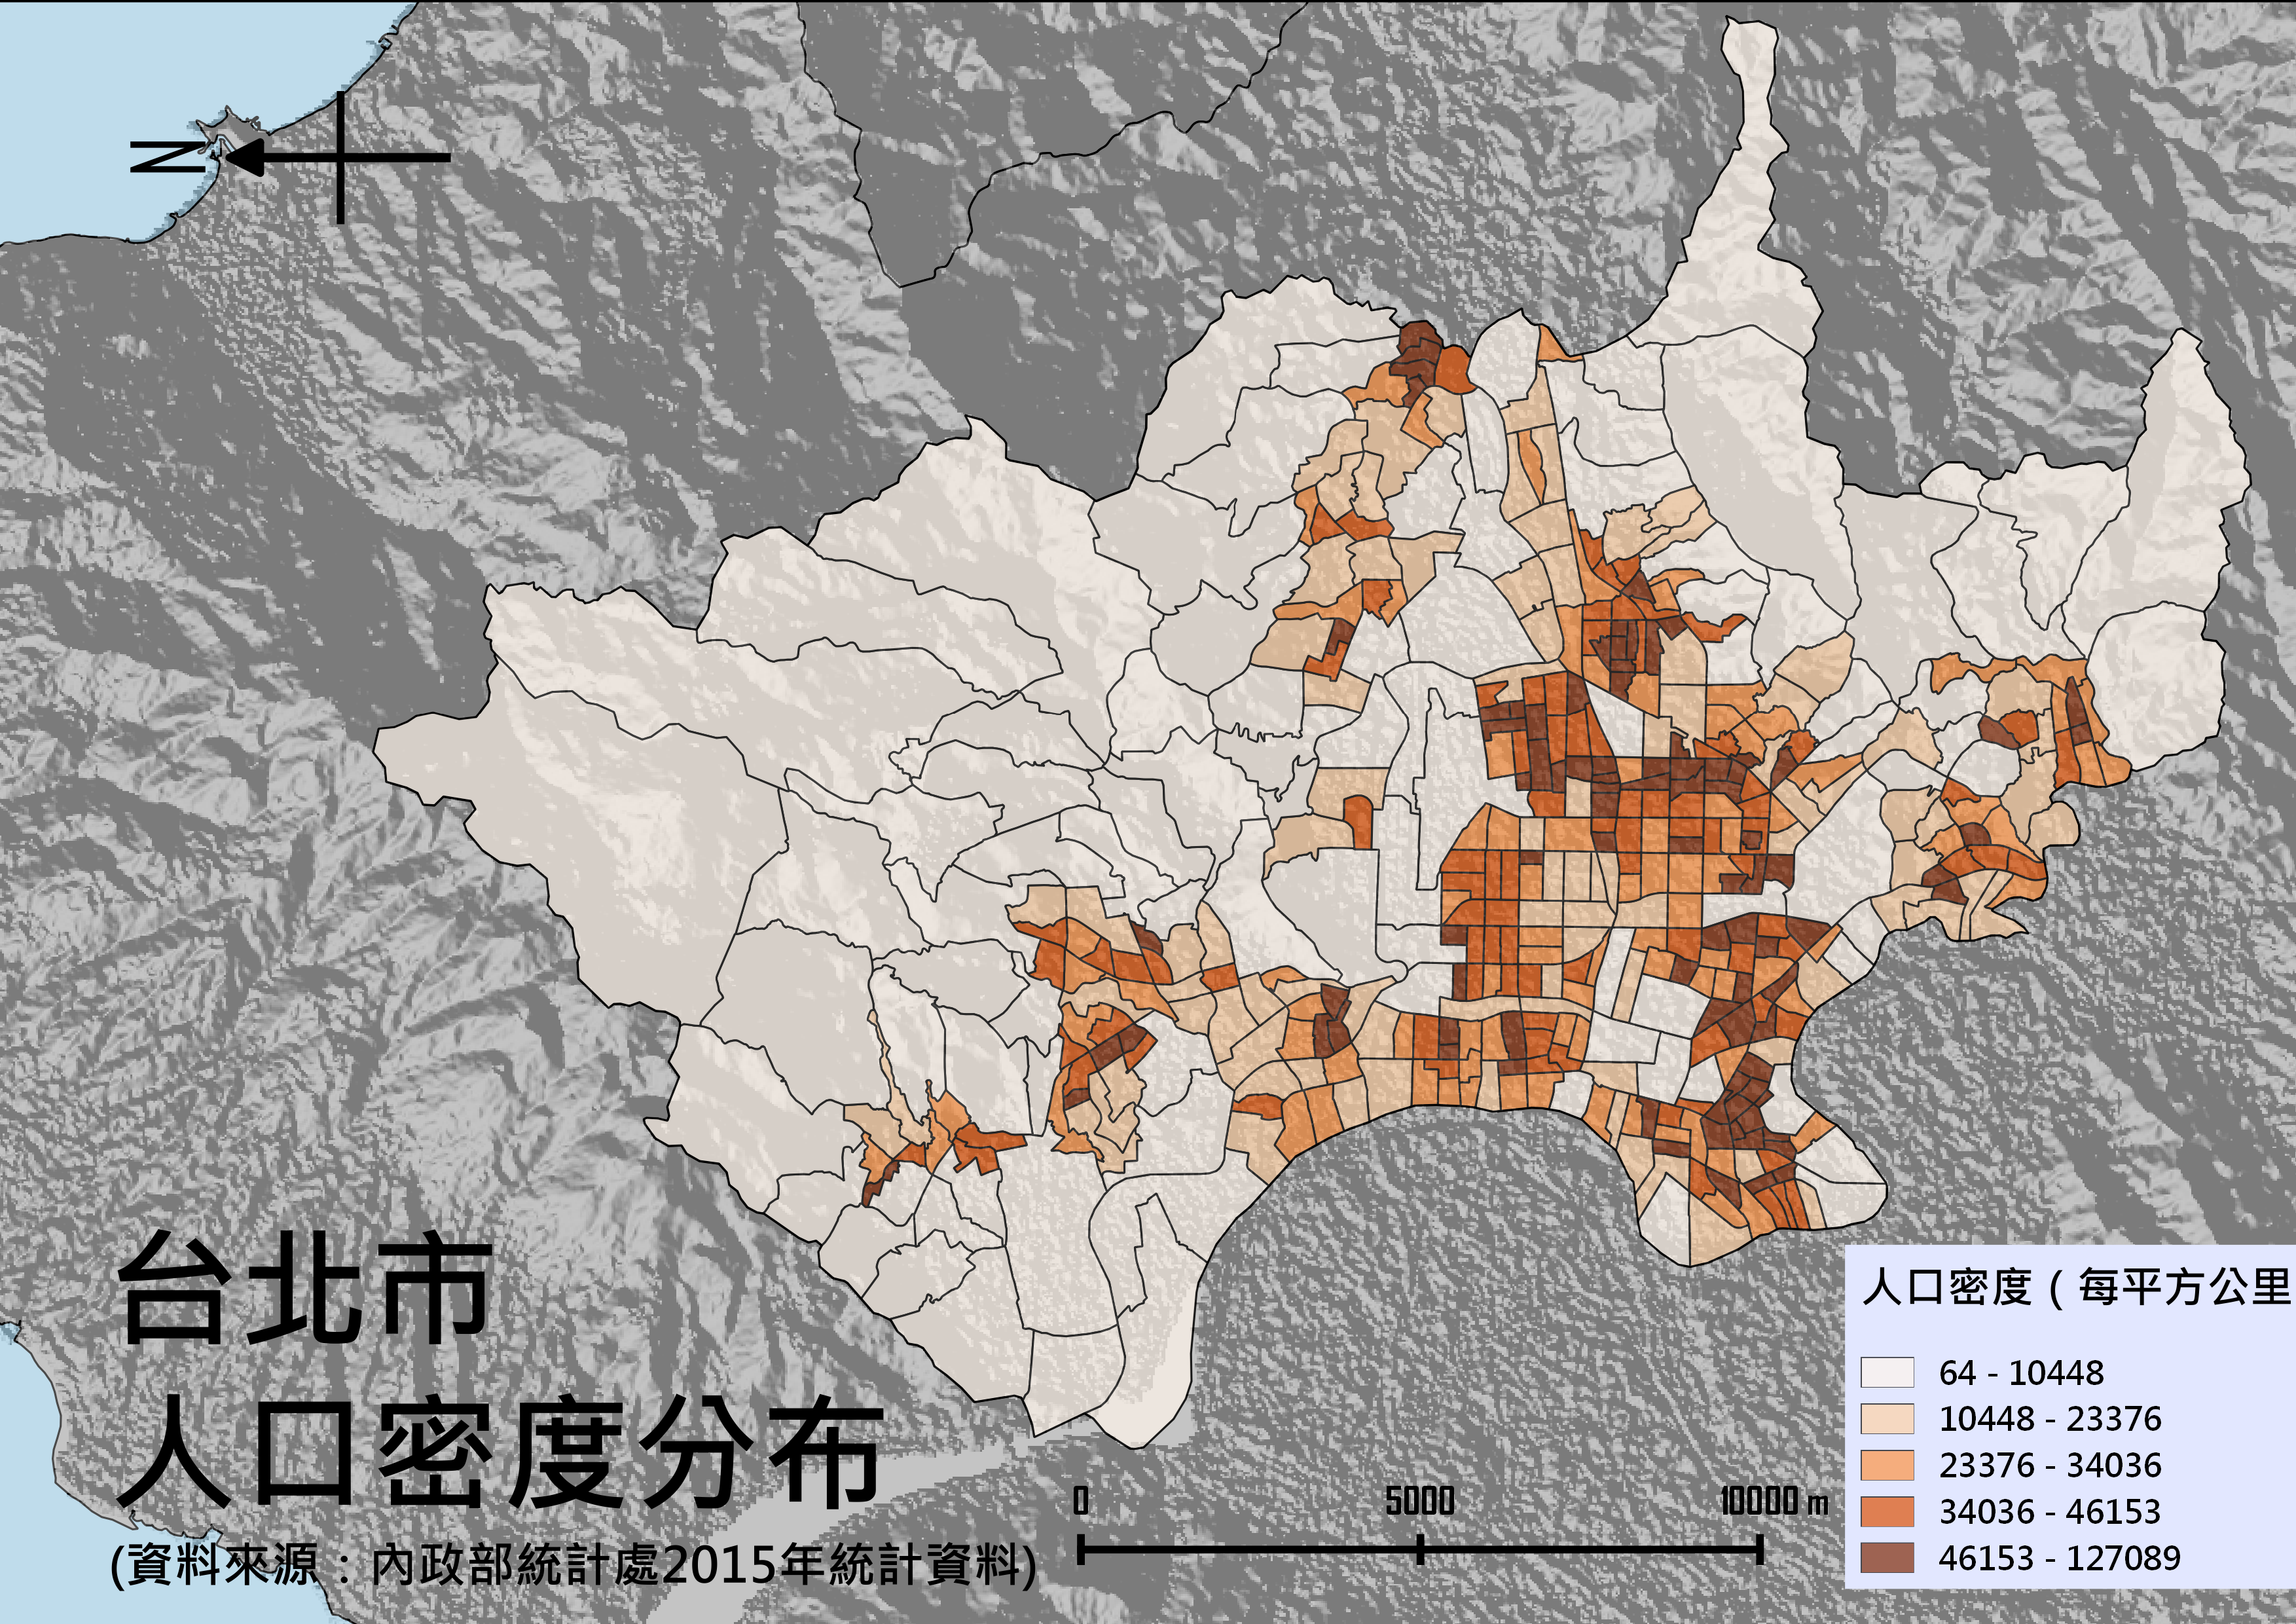 N
台北市
人口密度分布
(資料來源：內政部統計處2015年統計資料)
0 5000 10000 m
人口密度（每平方公里
64 - 10448
10448 - 23376
23376 - 34036
34036 - 46153
46153 - 127089